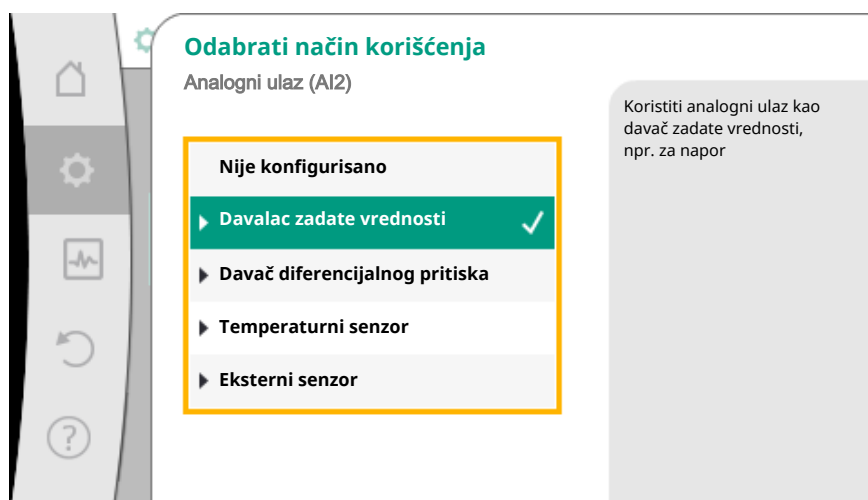 Odabrati način korišćenja
Analogni ulaz (AI2)
Nije konfigurisano
Davalac zadate vrednosti
Davač diferencijalnog pritiska
Temperaturni senzor
Eksterni senzor
Koristiti analogni ulaz kao
davač zadate vrednosti,
npr. za napor